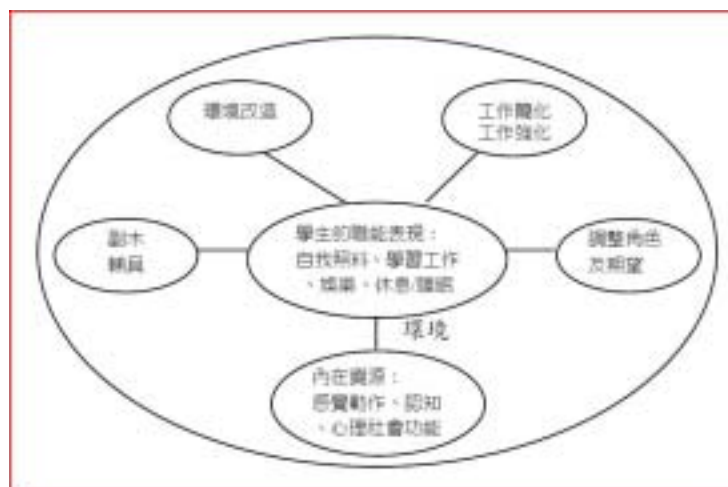 環境改造
工作簡化
工作強化
副木
輔具
學生的職能表現：
自我照料、學習工作
、娛樂、休息/睡眠
調整角色
及期望
環境
內在資源：
感覺動作、認知
、心理社會功能